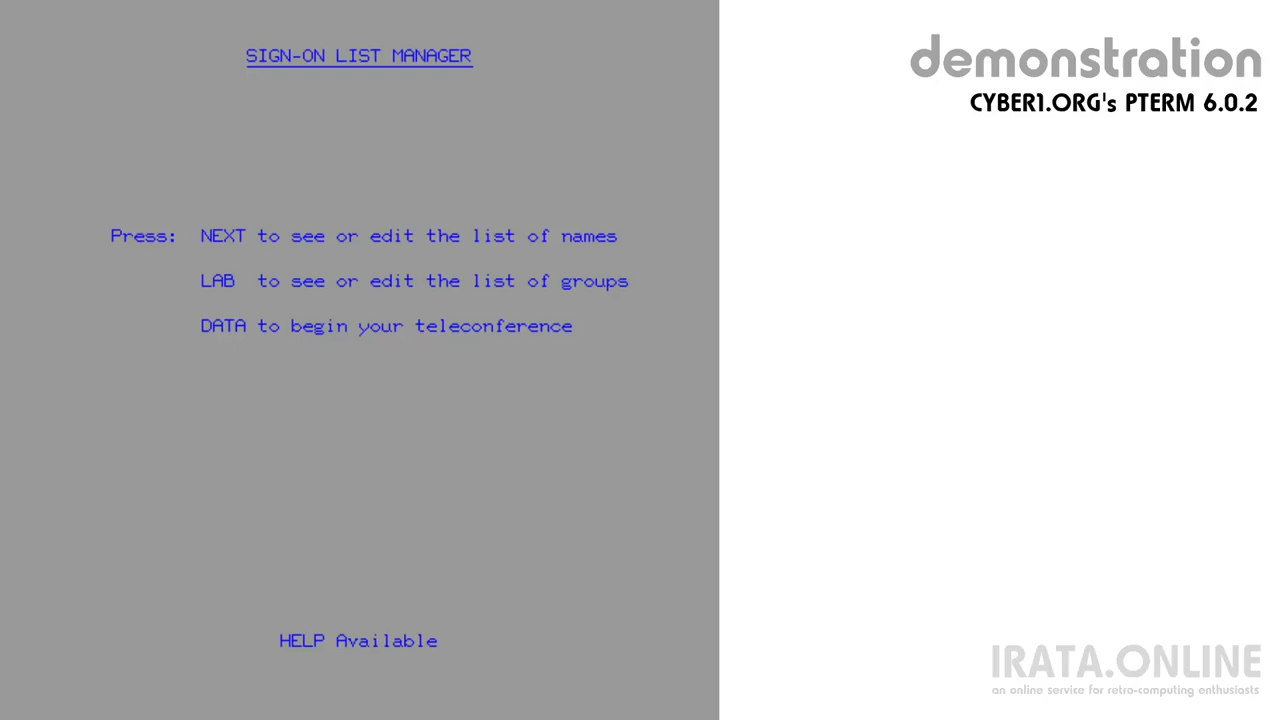 SIGN-ON LIST MANAGER
Press:  NEXT to see or edit the list of names
LAB  to see or edit the list of groups
DATA to begin your teleconference
HELP Available
demonstration
CYBER1.ORG's PTERM 6.0.2
IRATA.ONLINE
an online service for retro-computing enthusiasts